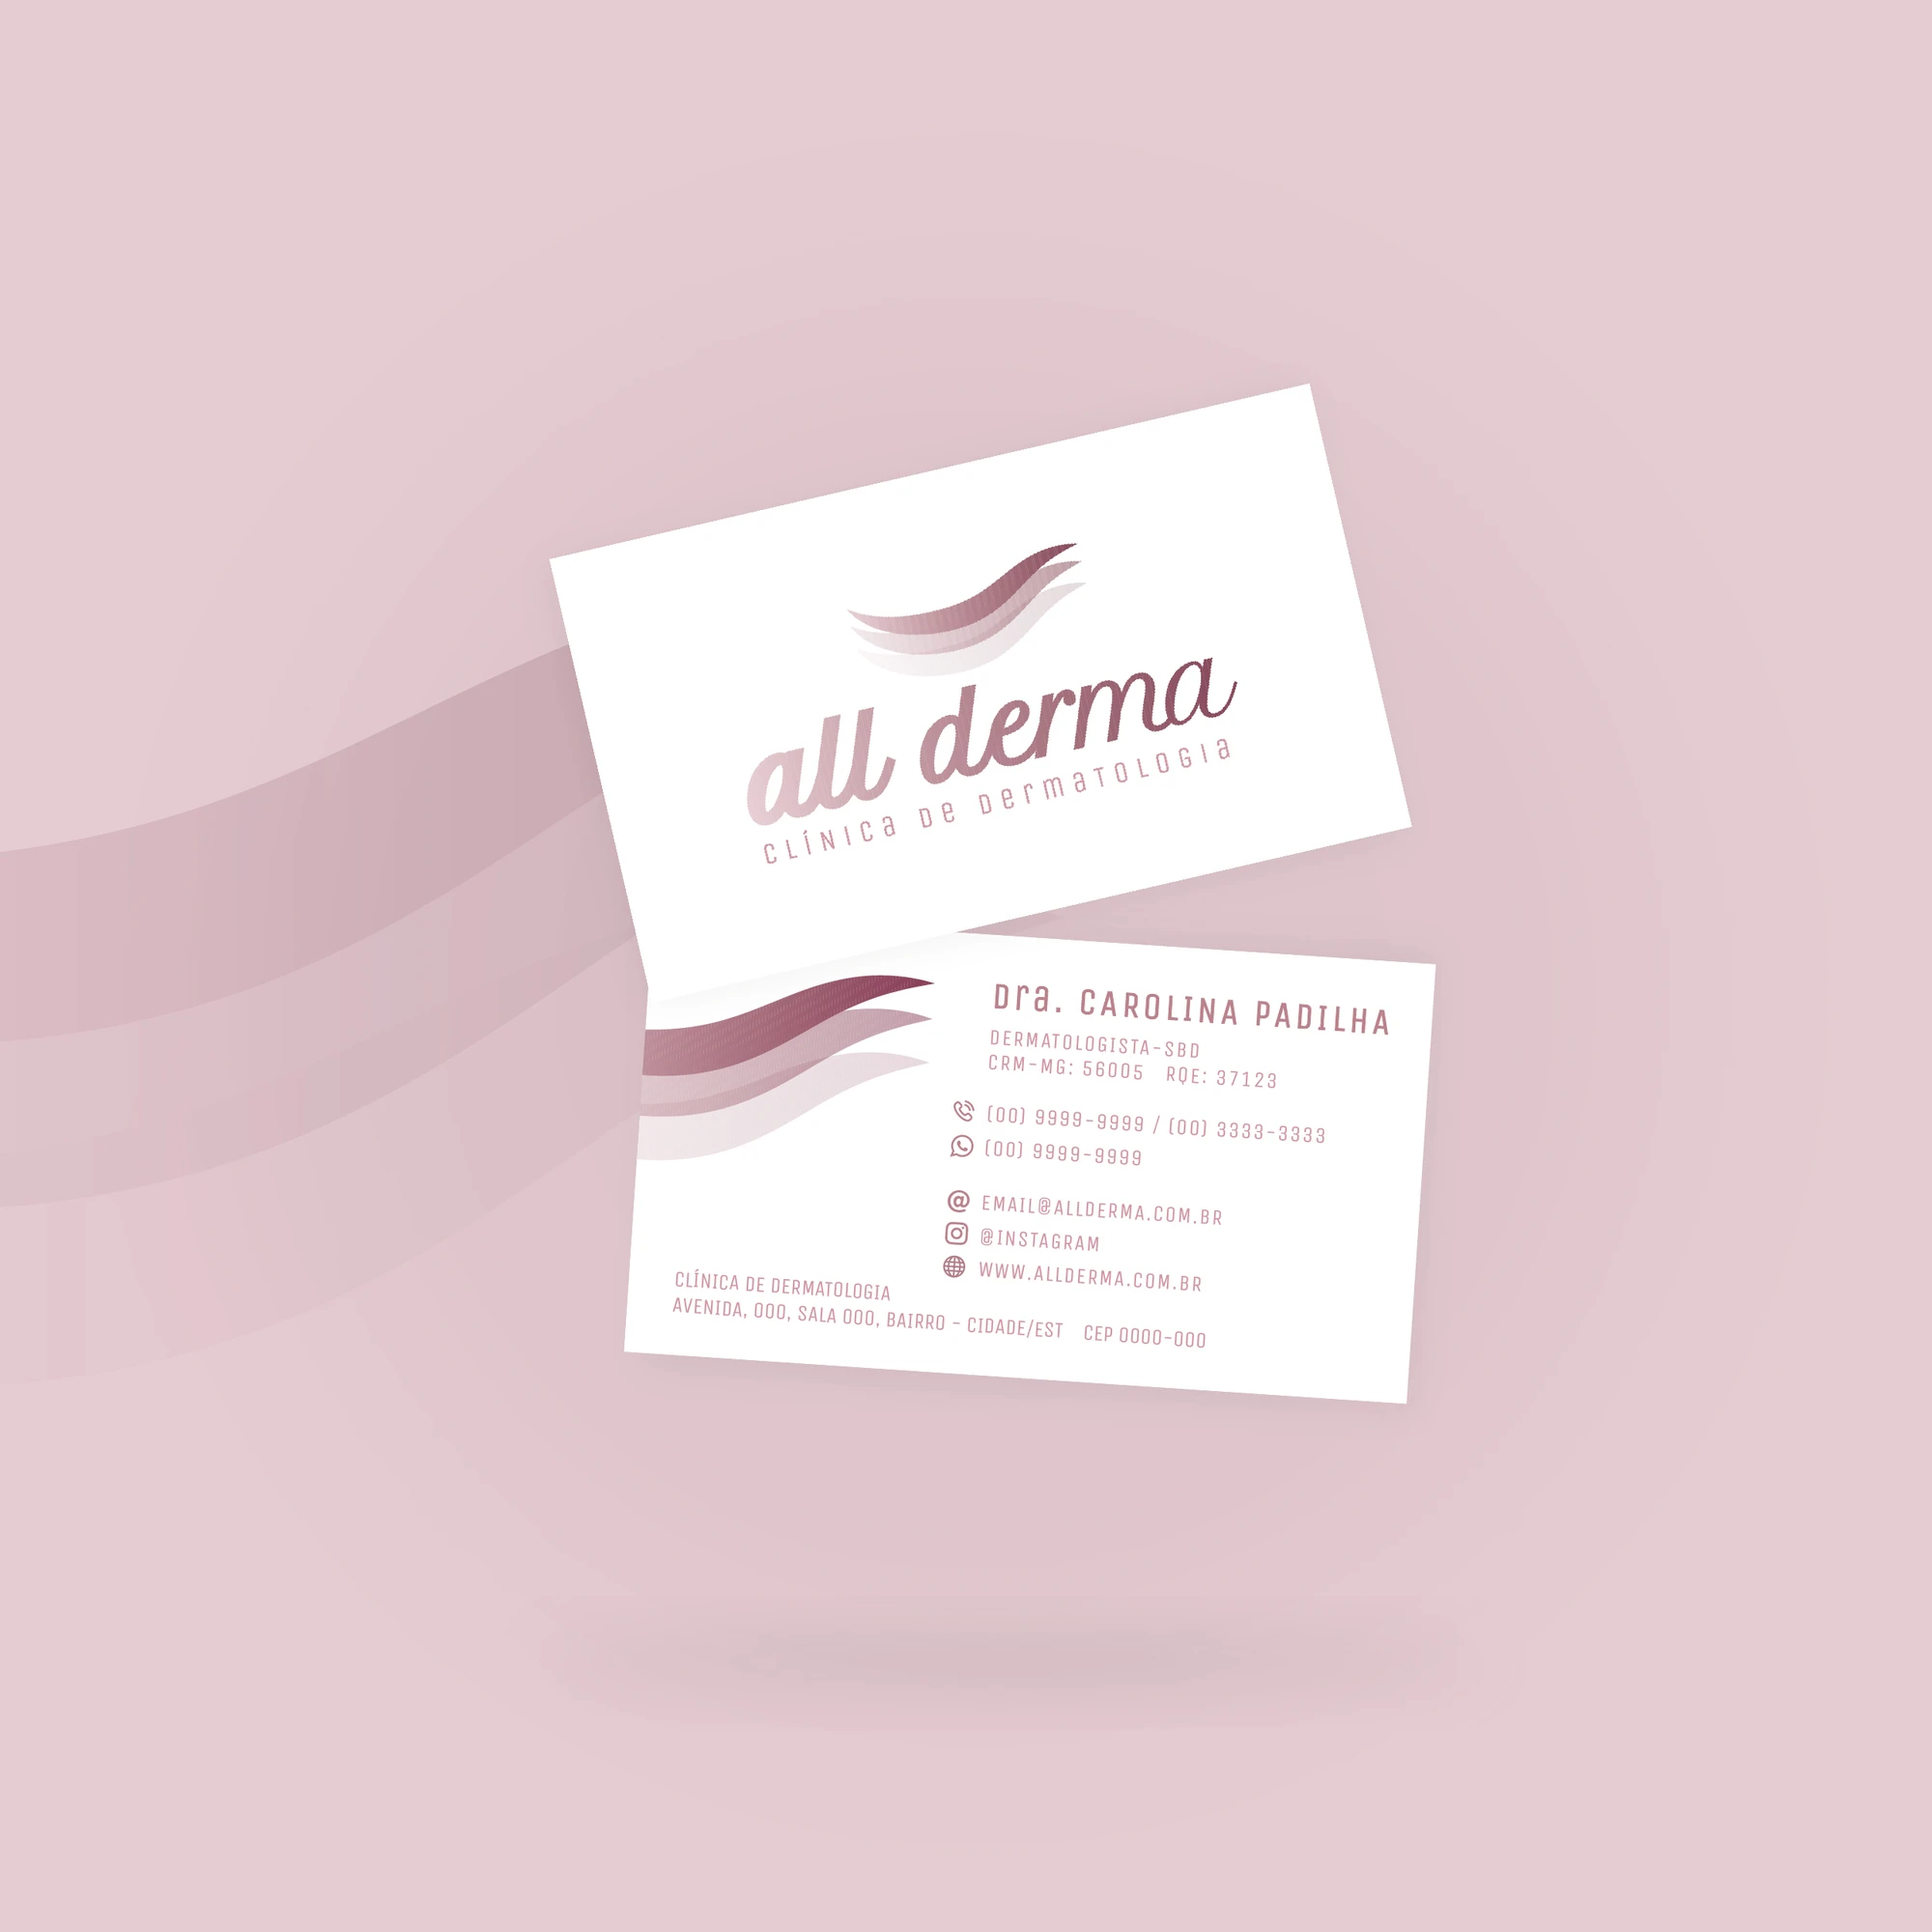 all derma
CLÍNICa DE DermaTOLOGIa
Dra. CAROLINA PADILHA
DERMATOLOGISTA-SBD
CRM-MG: 56005 RQE: 37123
(00) 9999-9999 / (00) 3333-3333
(00) 9999-9999
EMAIL@ALLDERMA.COM.BR
@INSTAGRAM
WWW.ALLDERMA.COM.BR
CLÍNICA DE DERMATOLOGIA
AVENIDA, 000, SALA 000, BAIRRO - CIDADE/EST CEP 0000-000